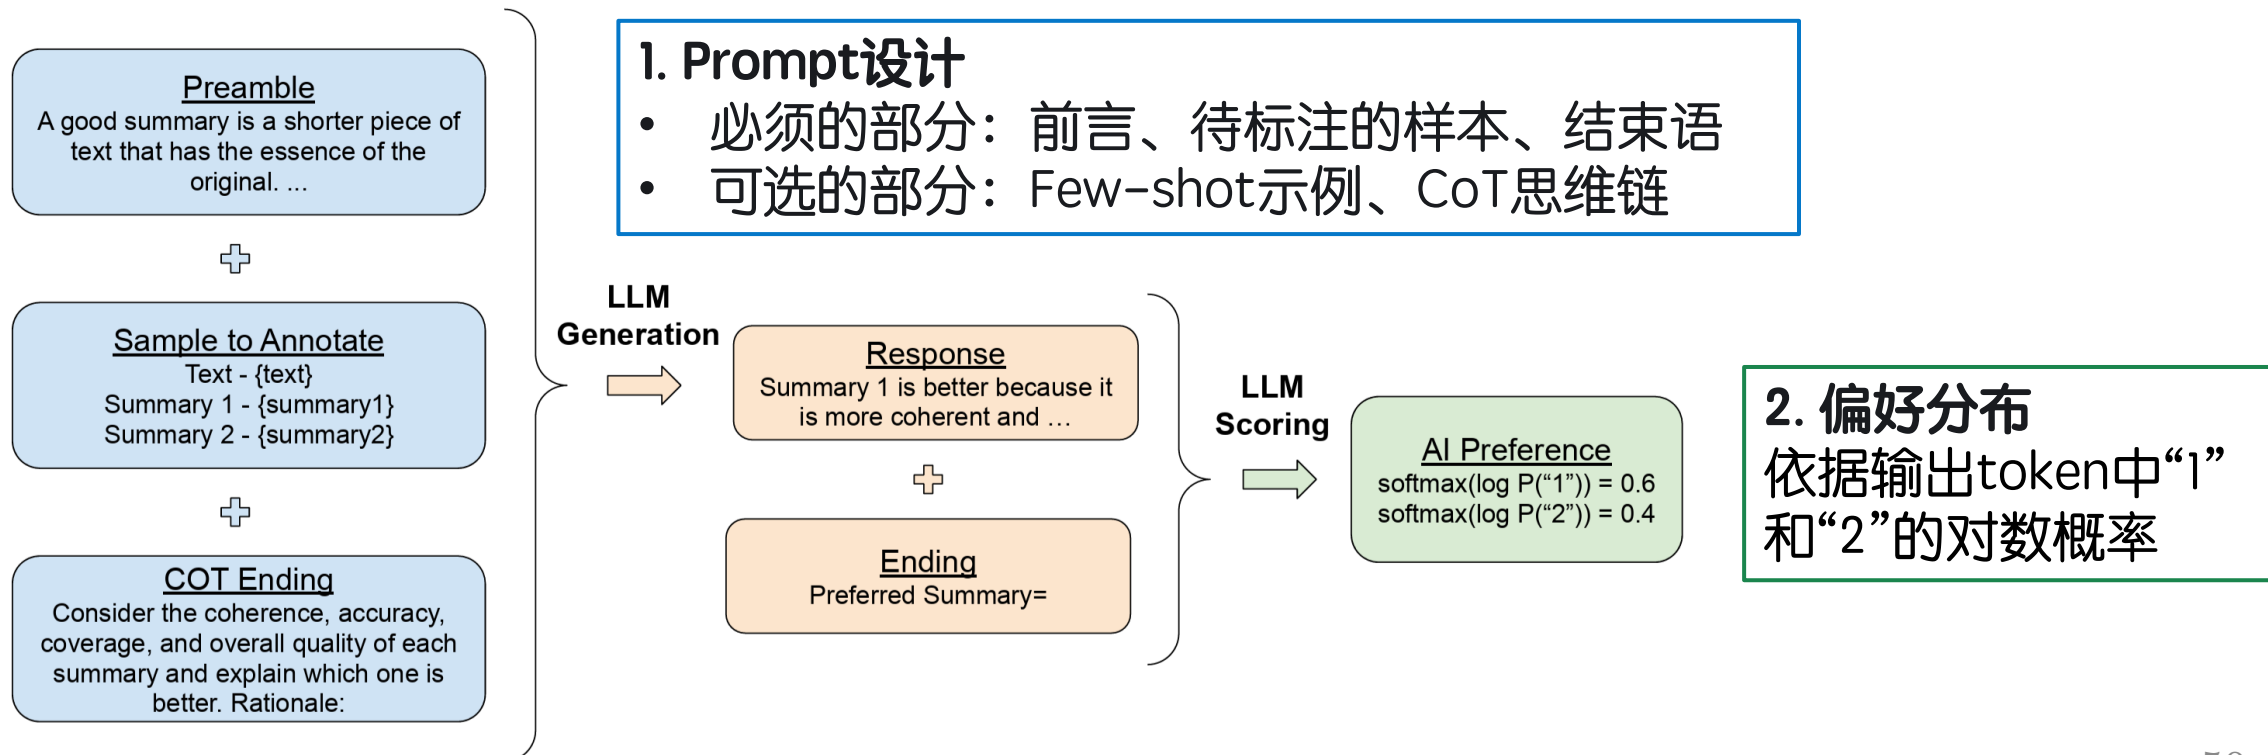 Preamble
A good summary is a shorter piece of
text that has the essence of the
original. ...
Sample to Annotate
Text - {text}
Summary 1 - {summary1}
Summary 2 - {summary2}
COT Ending
Consider the coherence, accuracy,
coverage, and overall quality of each
summary and explain which one is
better. Rationale:
1. Prompt设计
• 必须的部分：前言、待标注的样本、结束语
• 可选的部分：Few-shot示例、CoT思维链
LLM
Generation
Response
Summary 1 is better because it
is more coherent and ...
Ending
Preferred Summary=
LLM
Scoring
AI Preference
softmax(log P(“1”)) = 0.6
softmax(log P(“2”)) = 0.4
2. 偏好分布
依据输出token中“1”
和“2”的对数概率